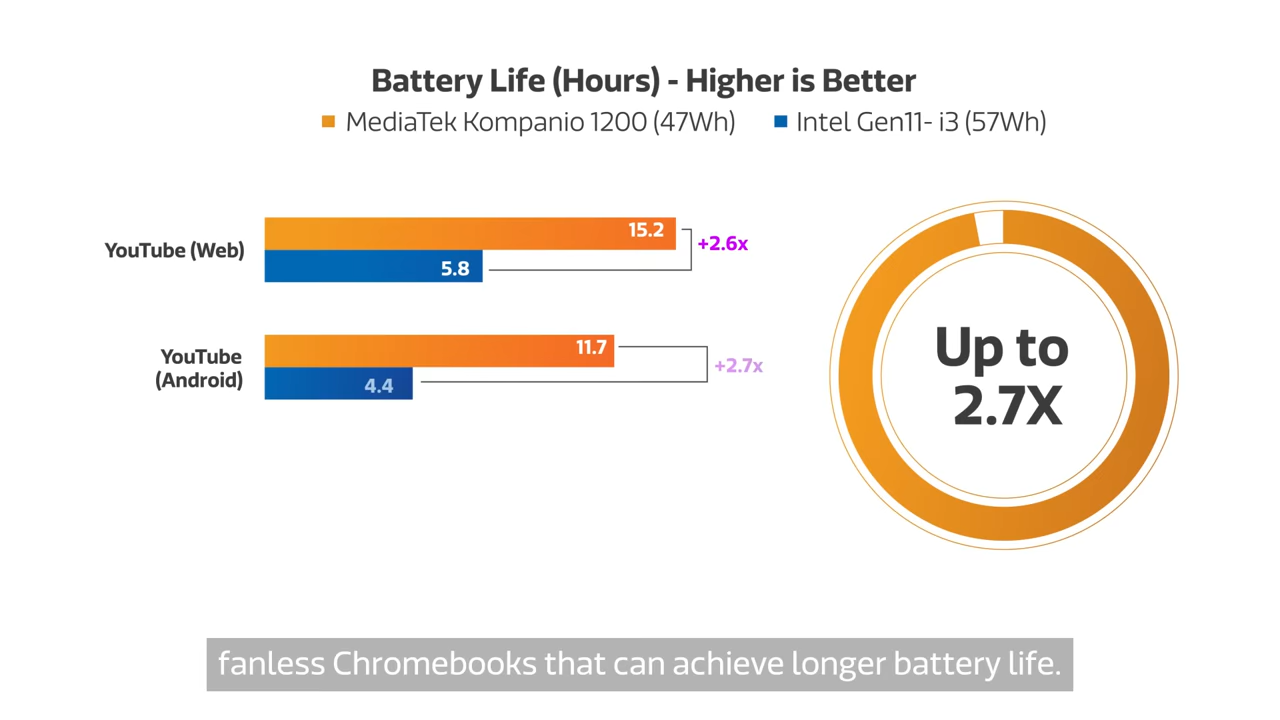 Battery Life (Hours) - Higher is Better
MediaTek Kompanio 1200 (47Wh)
Intel Gen11- i3 (57Wh)
YouTube (Web)
15.2
5.8
+2.6x
YouTube
(Android)
11.7
4.4
+2.7x
Up to
2.7X
fanless Chromebooks that can achieve longer battery life.